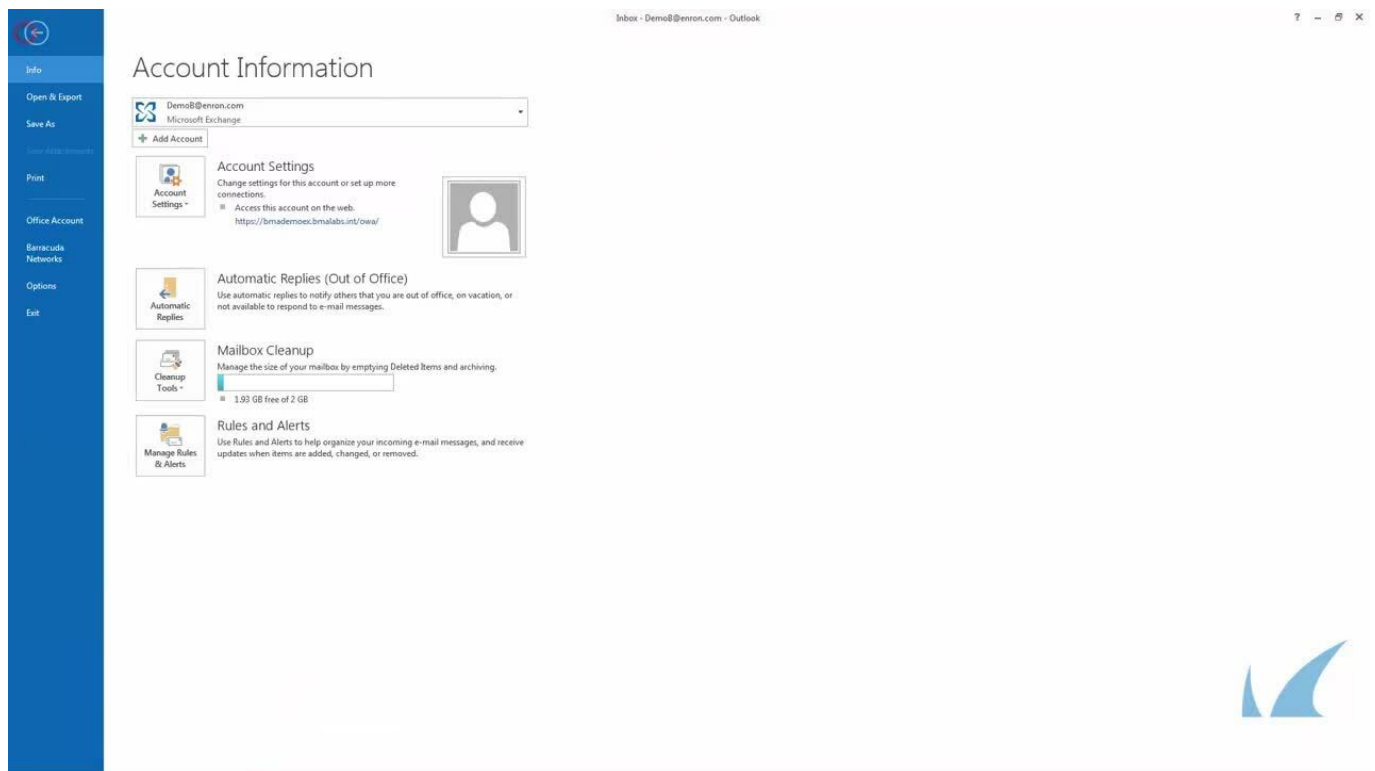 Inbox - DemoB@enron.com - Outlook
?
Info
Open & Export
Save As
Save Attachments
Print
Office Account
Barracuda
Networks
Options
Exit
Account Information
DemoB@enron.com
Microsoft Exchange
Add Account
Account
Settings
Account Settings
Change settings for this account or set up more
connections.
Access this account on the web.
https://bmademoex.bmalabs.int/owa/
Automatic
Replies
Automatic Replies (Out of Office)
Use automatic replies to notify others that you are out of office, on vacation, or
not available to respond to e-mail messages.
Cleanup
Tools
Mailbox Cleanup
Manage the size of your mailbox by emptying Deleted Items and archiving.
1.93 GB free of 2 GB
Manage Rules
& Alerts
Rules and Alerts
Use Rules and Alerts to help organize your incoming e-mail messages, and receive
updates when items are added, changed, or removed.